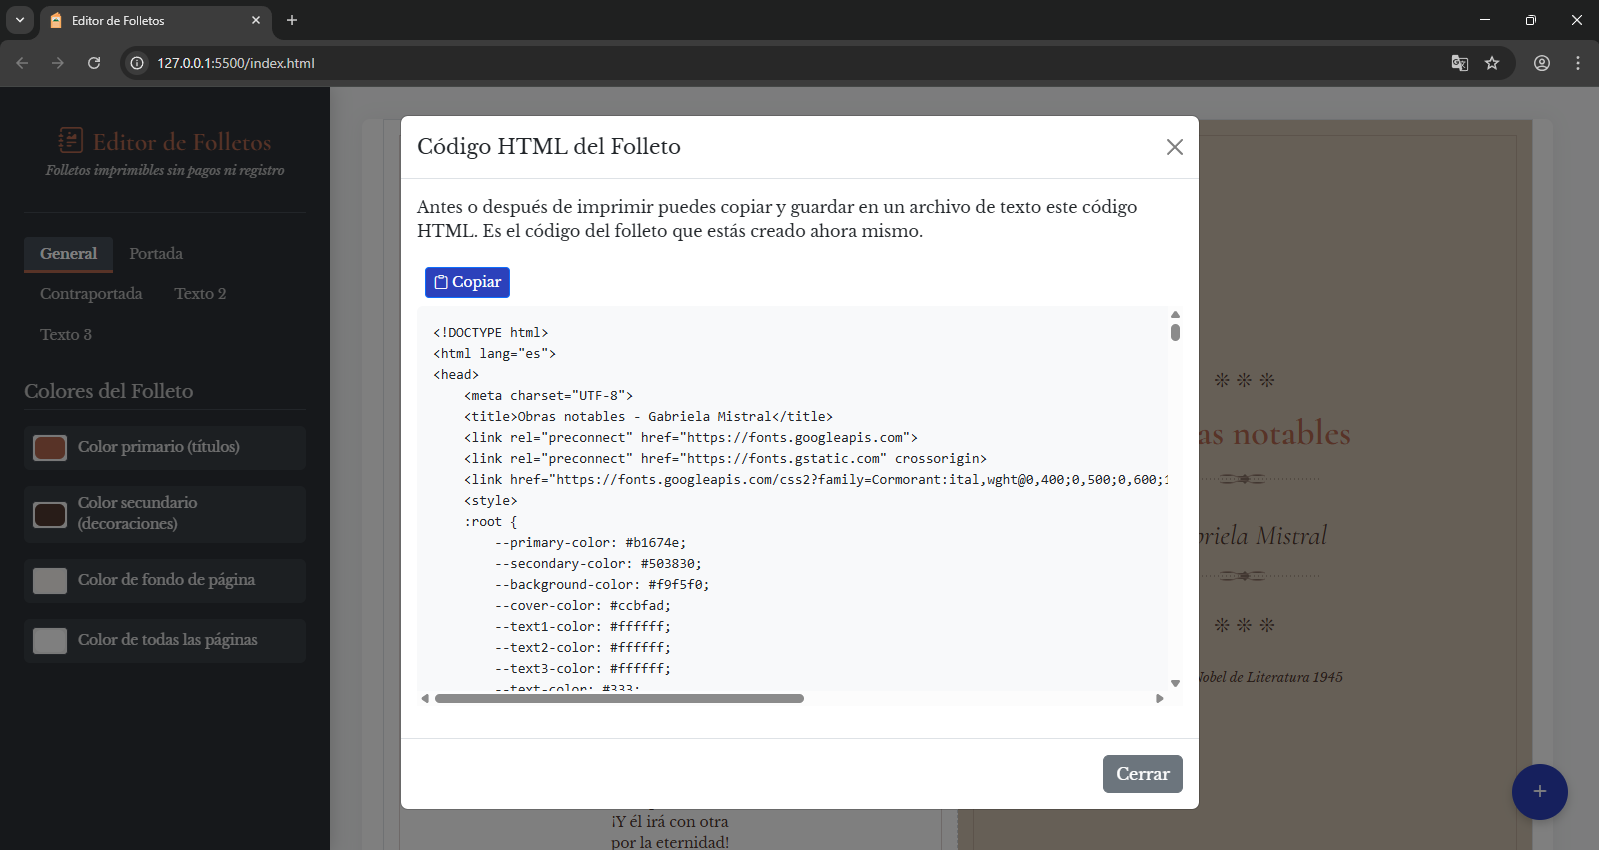 Editor de Folletos
127.0.0.1:5500/index.html
Editor de Folletos
Folletos imprimibles sin pagos ni registro
General
Portada
Contraportada
Texto 2
Texto 3
Colores del Folleto
Color primario (títulos)
Color secundario
(decoraciones)
Color de fondo de página
Color de todas las páginas
Código HTML del Folleto
Antes o después de imprimir puedes copiar y guardar en un archivo de texto este código
HTML. Es el código del folleto que estás creado ahora mismo.
Copiar
<!DOCTYPE html>
<html lang="es">
<head>
<meta charset="UTF-8">
<title>Obras notables - Gabriela Mistral</title>
<link rel="preconnect" href="https://fonts.googleapis.com">
<link rel="preconnect" href="https://fonts.gstatic.com" crossorigin>
<link href="https://fonts.googleapis.com/css2?family=Cormorant:ital,wght@0,400;0,500;0,600;1
<style>
:root {
--primary-color: #b1674e;
--secondary-color: #503830;
--background-color: #f9f5f0;
--cover-color: #ccbfad;
--text1-color: #ffffff;
--text2-color: #ffffff;
--text3-color: #ffffff;
--text-color: #333;
Cerrar
as notables
briela Mistral
Nobel de Literatura 1945
¡Y él irá con otra
por la eternidad!